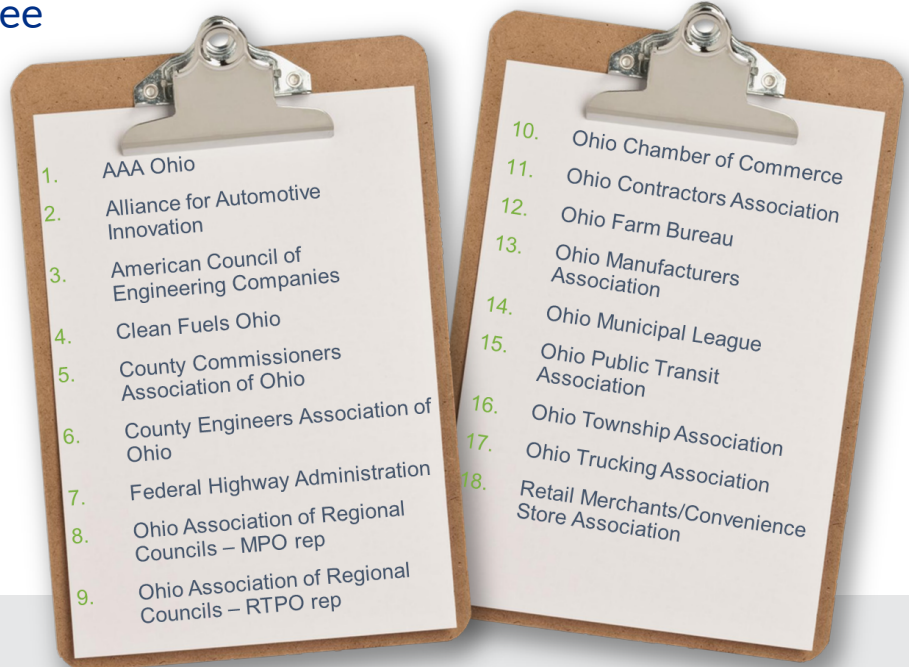 ee
1. AAA Ohio
2. Alliance for Automotive
Innovation
3. American Council of
Engineering Companies
4. Clean Fuels Ohio
5. County Commissioners
Association of Ohio
6. County Engineers Association of
Ohio
7. Federal Highway Administration
8. Ohio Association of Regional
Councils – MPO rep
9. Ohio Association of Regional
Councils – RTPO rep
10. Ohio Chamber of Commerce
11. Ohio Contractors Association
12. Ohio Farm Bureau
13. Ohio Manufacturers
Association
14. Ohio Municipal League
15. Ohio Public Transit
Association
16. Ohio Township Association
17. Ohio Trucking Association
18. Retail Merchants/Convenience
Store Association